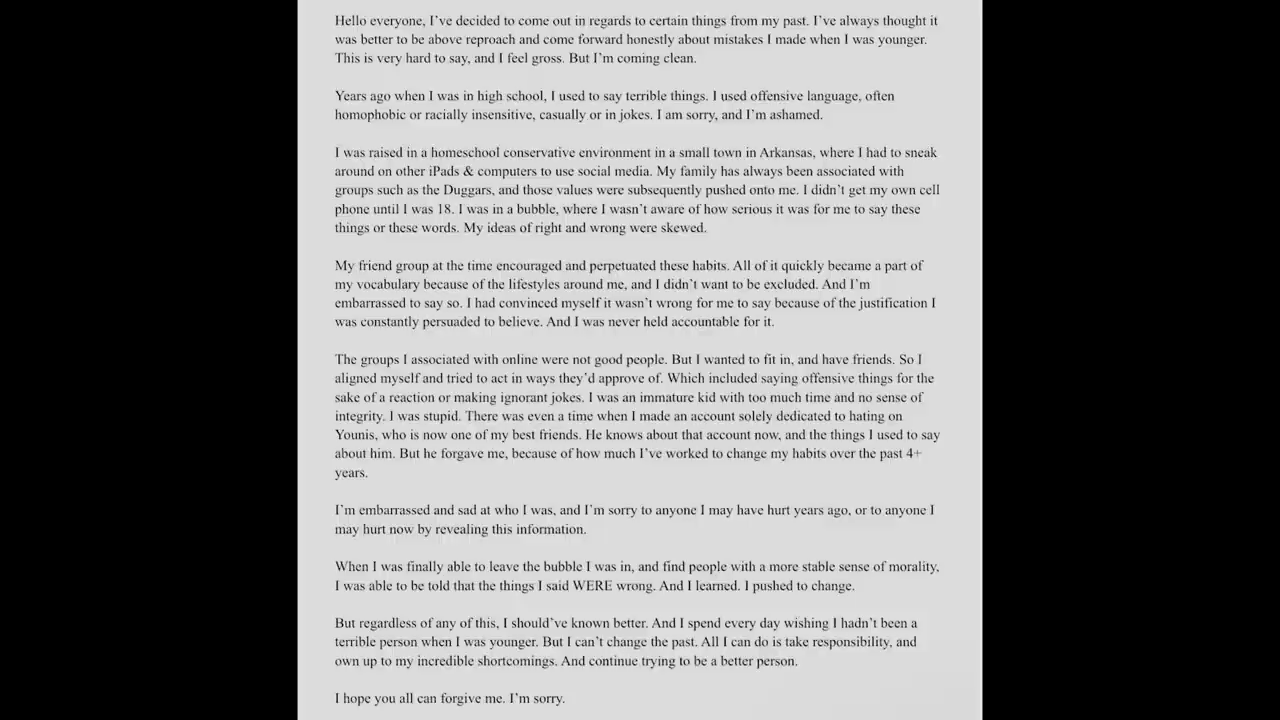 Hello everyone, I've decided to come out in regards to certain things from my past. I've always thought it
was better to be above reproach and come forward honestly about mistakes I made when I was younger.
This is very hard to say, and I feel gross. But I'm coming clean.
Years ago when I was in high school, I used to say terrible things. I used offensive language, often
homophobic or racially insensitive, casually or in jokes. I am sorry, and I'm ashamed.
I was raised in a homeschool conservative environment in a small town in Arkansas, where I had to sneak
around on other iPads & computers to use social media. My family has always been associated with
groups such as the Duggars, and those values were subsequently pushed onto me. I didn't get my own cell
phone until I was 18. I was in a bubble, where I wasn't aware of how serious it was for me to say these
things or these words. My ideas of right and wrong were skewed.
My friend group at the time encouraged and perpetuated these habits. All of it quickly became a part of
my vocabulary because of the lifestyles around me, and I didn't want to be excluded. And I'm
embarrassed to say so. I had convinced myself it wasn't wrong for me to say because of the justification I
was constantly persuaded to believe. And I was never held accountable for it.
The groups I associated with online were not good people. But I wanted to fit in, and have friends. So I
aligned myself and tried to act in ways they'd approve of. Which included saying offensive things for the
sake of a reaction or making ignorant jokes. I was an immature kid with too much time and no sense of
integrity. I was stupid. There was even a time when I made an account solely dedicated to hating on
Younis, who is now one of my best friends. He knows about that account now, and the things I used to say
about him. But he forgave me, because of how much I've worked to change my habits over the past 4+
years.
I'm embarrassed and sad at who I was, and I'm sorry to anyone I may have hurt years ago, or to anyone I
may hurt now by revealing this information.
When I was finally able to leave the bubble I was in, and find people with a more stable sense of morality,
I was able to be told that the things I said WERE wrong. And I learned. I pushed to change.
But regardless of any of this, I should've known better. And I spend every day wishing I hadn't been a
terrible person when I was younger. But I can't change the past. All I can do is take responsibility, and
own up to my incredible shortcomings. And continue trying to be a better person.
I hope you all can forgive me. I'm sorry.